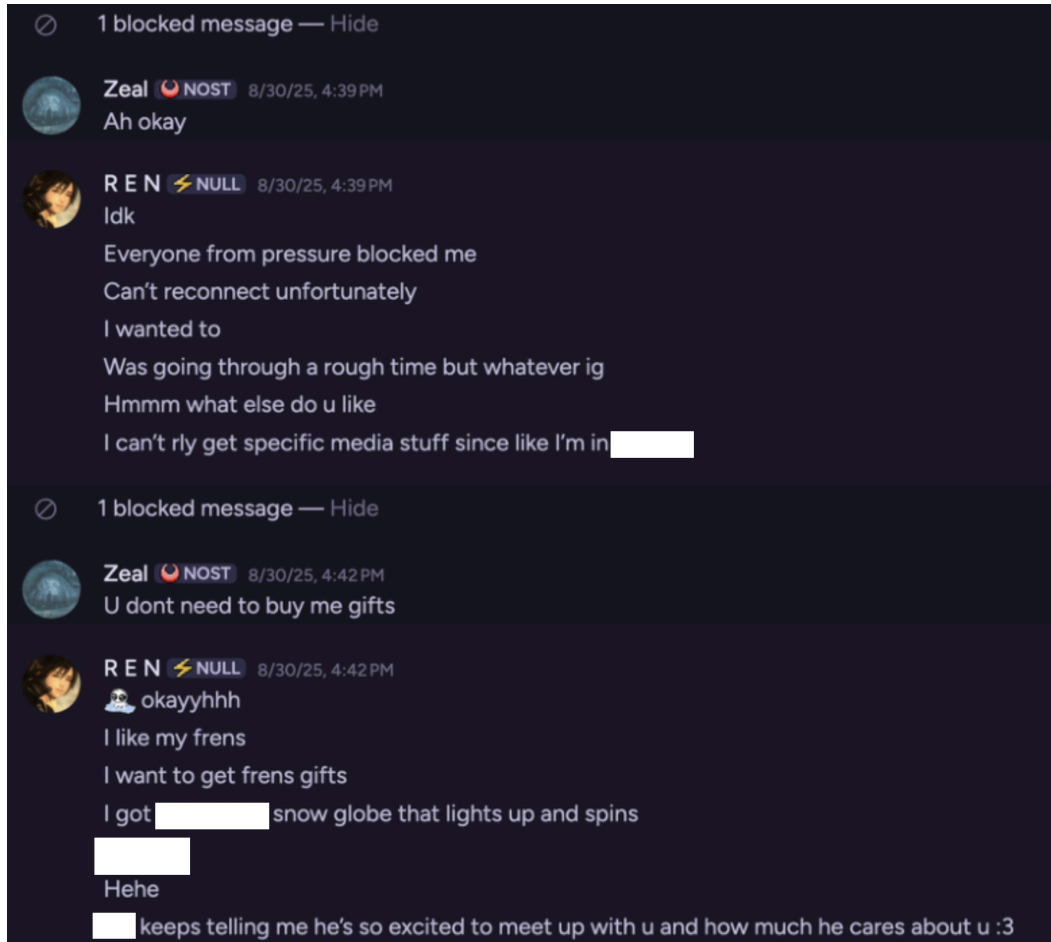 1 blocked message — Hide
Zeal NOST 8/30/25, 4:39 PM
Ah okay
R E N NULL 8/30/25, 4:39 PM
Idk
Everyone from pressure blocked me
Can't reconnect unfortunately
I wanted to
Was going through a rough time but whatever ig
Hmmm what else do u like
I can't rly get specific media stuff since like I'm in
1 blocked message — Hide
Zeal NOST 8/30/25, 4:42 PM
U dont need to buy me gifts
R E N NULL 8/30/25, 4:42 PM
okayyhhh
I like my frens
I want to get frens gifts
I got snow globe that lights up and spins
Hehe
keeps telling me he's so excited to meet up with u and how much he cares about u :3